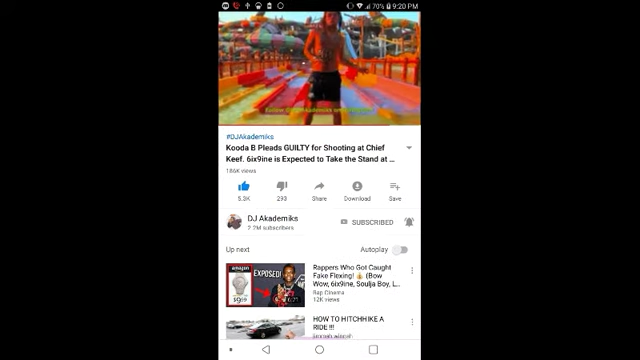 70% 9:20 PM
#DJAkademiks
Kooda B Pleads GUILTY for Shooting at Chief
Keef. 6ix9ine is Expected to Take the Stand at ...
186K views
5.3K
293
Share
Download
Save
DJ Akademiks
2.2M subscribers
SUBSCRIBED
Up next
Autoplay
EXPOSED
6:21
Rappers Who Got Caught
Fake Flexing! (Bow
Wow, 6ix9ine, Soulja Boy, L...
Rap Cinema
12K views
HOW TO HITCHHIKE A
RIDE !!!